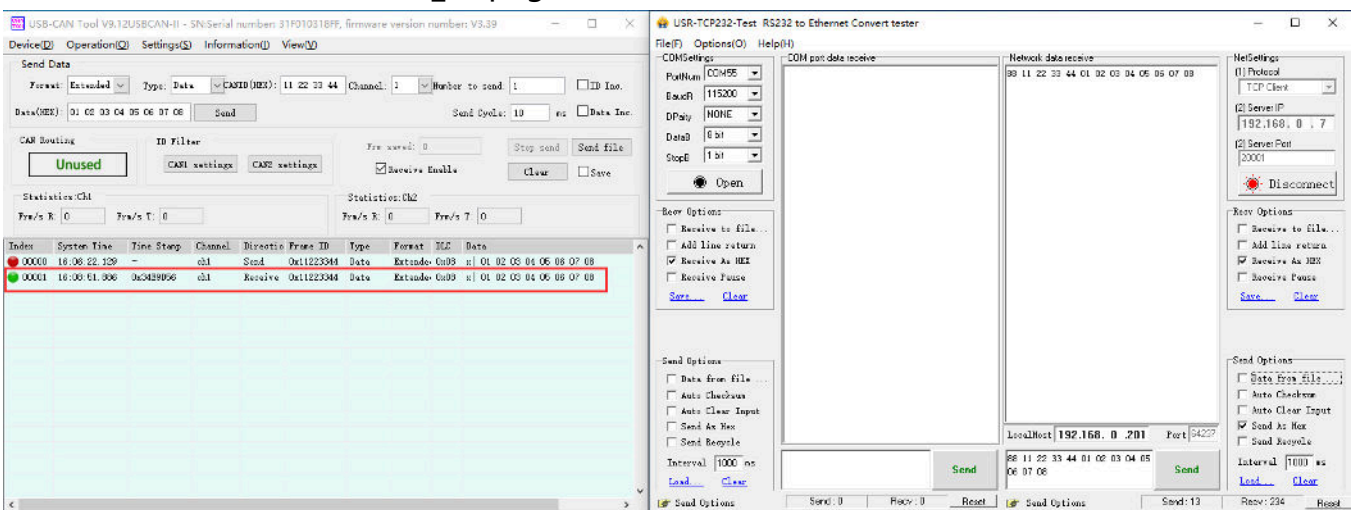 USB-CAN Tool V9.12USBCAN-II - SN:Serial number: 31F010318FF, firmware version number: V3.39
Device(D) Operation(O) Settings(S) Information(I) View(V)
Send Data
Format: Extended Type: Data CANID(HEX): 11 22 33 44 Channel: 1 Number to send: 1 ID Inc.
Data(HEX): 01 02 03 04 05 06 07 08 Send Send Cycle: 10 ms Data Inc.
CAN Routing ID Filter
Unused CAN1 settings CAN2 settings
Frm saved: 0 Stop send Send file
Receive Enable Clear Save
Statistics:Ch1 Statistics:Ch2
Frm/s R: 0 Frm/s T: 0 Frm/s R: 0 Frm/s T: 0
Index System Time Time Stamp Channel Directio Frame ID Type Format DLC Data
00000 16:08:22.129 - ch1 Send 0x11223344 Data Extende 0x08 x| 01 02 03 04 05 06 07 08
00001 16:08:51.886 ch1 Receive 0x11223344 Data Extende 0x08 x| 01 02 03 04 05 06 07 08
USR-TCP232-Test RS232 to Ethernet Convert tester
File(F) Options(O) Help(H)
COMSettings
PortNum COM55
BaudR 115200
DPaity NONE
DataB 8 bit
StopB 1 bit
Open
Recv Options
Receive to file...
Add line return
Receive As HEX
Receive Pause
Save... Clear
Send Options
Data from file ...
Auto Checksum
Auto Clear Input
Send As Hex
Send Recycle
Interval 1000 ms
Load... Clear
COM port data receive
Send
Network data receive
88 11 22 33 44 01 02 03 04 05 06 07 08
LocalHost 192.168. 0 .201 Port 64237
88 11 22 33 44 01 02 03 04 05
06 07 08
Send
NetSettings
(1) Protocol
TCP Client
(2) Server IP
192.168. 0 . 7
(2) Server Port
20001
Disconnect
Recv Options
Receive to file...
Add line return
Receive As HEX
Receive Pause
Save... Clear
Send Options
Data from file ...
Auto Checksum
Auto Clear Input
Send As Hex
Send Recycle
Interval 1000 ms
Load... Clear
Send Options Send : 0 Recv : 0 Reset Send Options Send : 13 Recv : 234 Reset